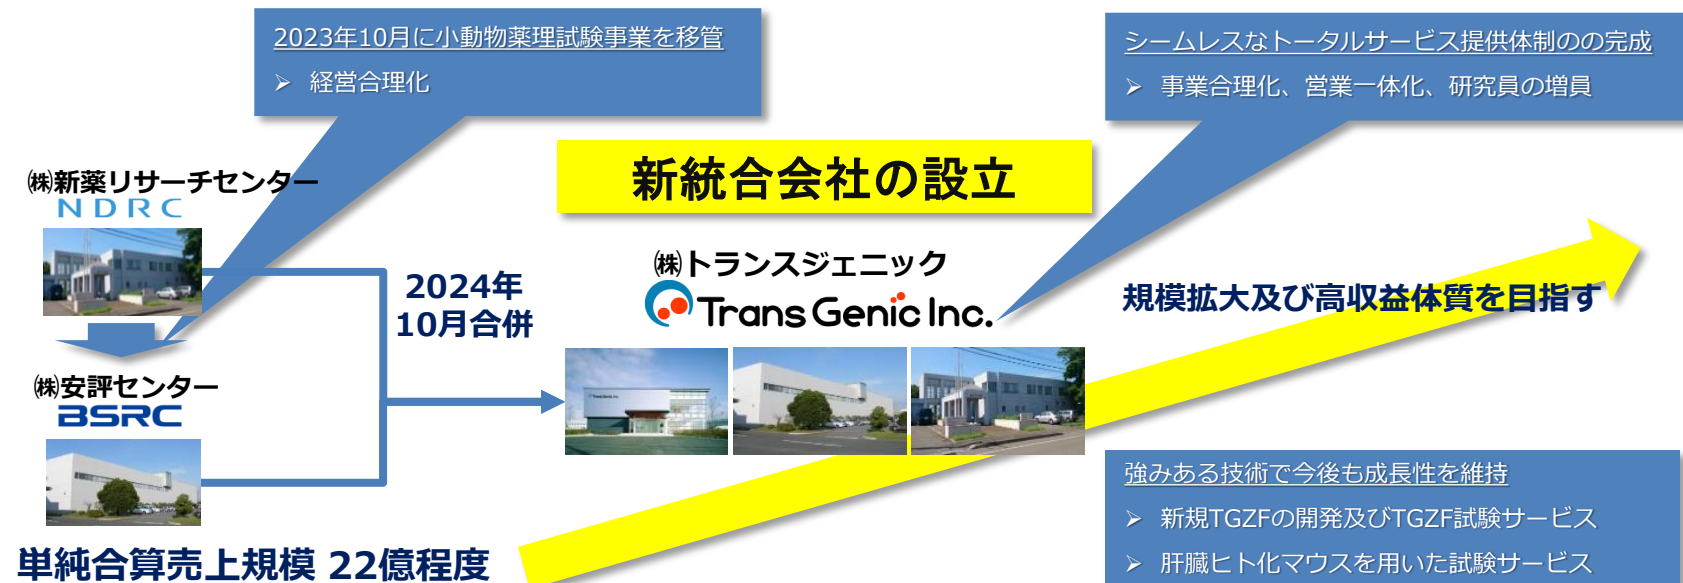 2023年10月に小動物薬理試験事業を移管
➢ 経営合理化
シームレスなトータルサービス提供体制のの完成
➢ 事業合理化、営業一体化、研究員の増員
新統合会社の設立
㈱新薬リサーチセンター
NDRC
2024年
10月合併
㈱トランスジェニック
Trans Genic Inc.
規模拡大及び高収益体質を目指す
㈱安評センター
BSRC
単純合算売上規模 22億程度
強みある技術で今後も成長性を維持
➢ 新規TGZFの開発及びTGZF試験サービス
➢ 肝臓ヒト化マウスを用いた試験サービス